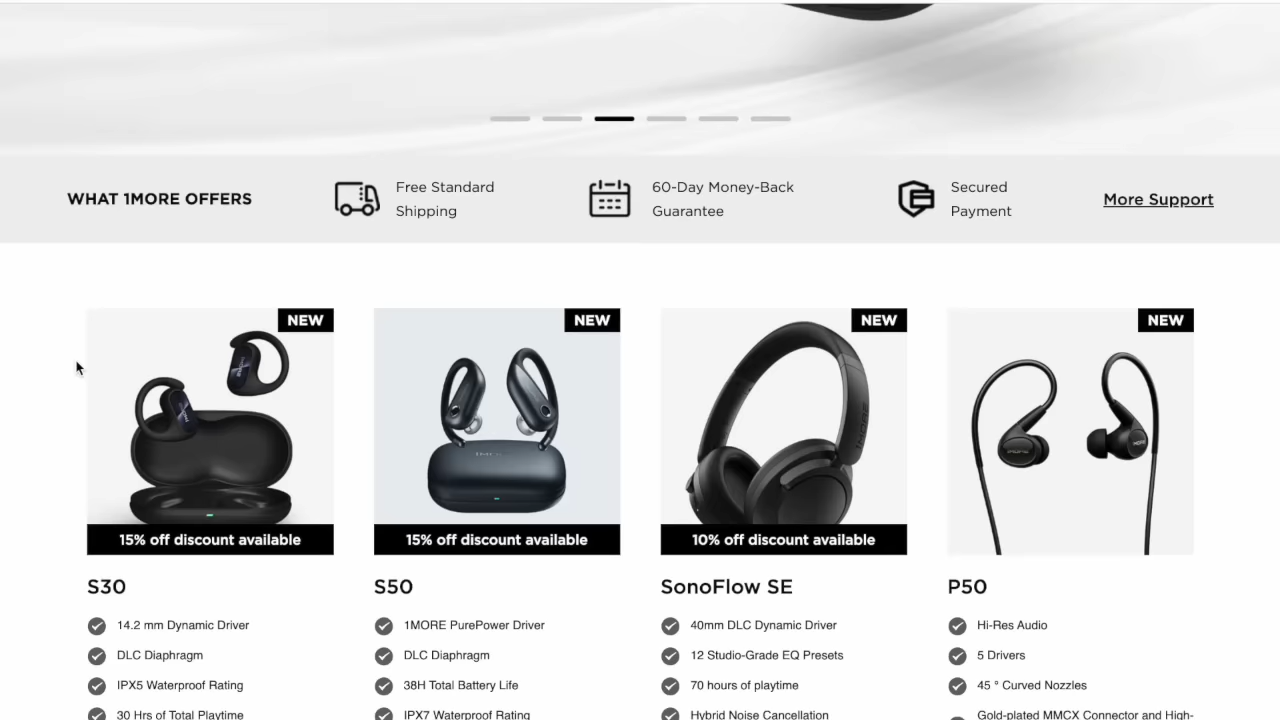 WHAT 1MORE OFFERS
Free Standard
Shipping
60-Day Money-Back
Guarantee
Secured
Payment
More Support
NEW
NEW
NEW
NEW
15% off discount available
15% off discount available
10% off discount available
S30
14.2 mm Dynamic Driver
DLC Diaphragm
IPX5 Waterproof Rating
30 Hrs of Total Playtime
S50
1MORE PurePower Driver
DLC Diaphragm
38H Total Battery Life
IPX7 Waterproof Rating
SonoFlow SE
40mm DLC Dynamic Driver
12 Studio-Grade EQ Presets
70 hours of playtime
Hybrid Noise Cancellation
P50
Hi-Res Audio
5 Drivers
45 ° Curved Nozzles
Gold-plated MMCX Connector and High-